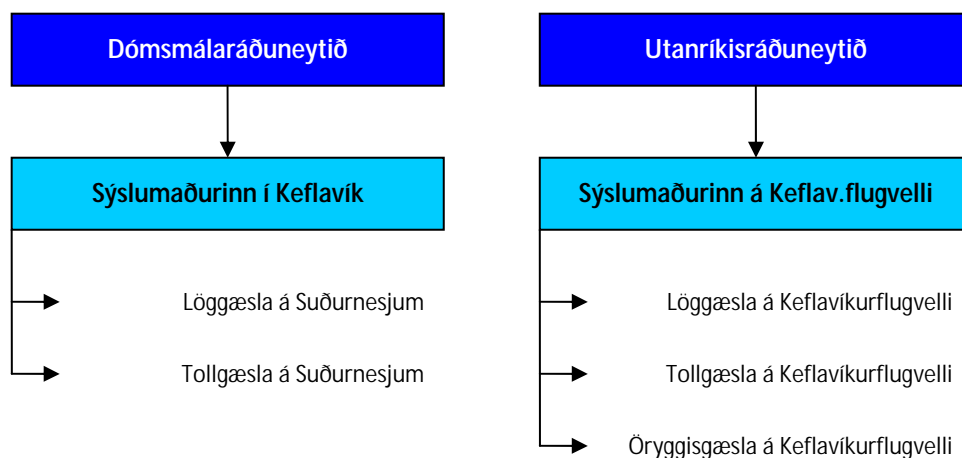 Dómsmálaráðuneytið
Utanríkisráðuneytið
Sýslumaðurinn í Keflavík
Sýslumaðurinn á Keflav.flugvelli
Löggæsla á Suðurnesjum
Löggæsla á Keflavíkurflugvelli
Tollgæsla á Suðurnesjum
Tollgæsla á Keflavíkurflugvelli
Öryggisgæsla á Keflavíkurflugvelli